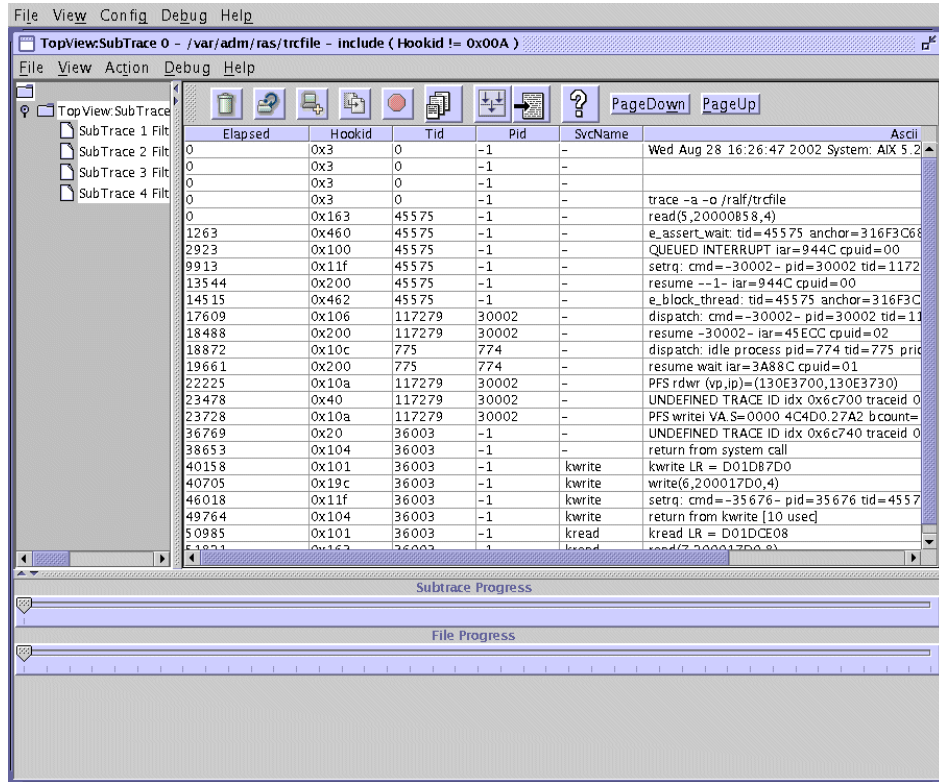 File View Config Debug Help
TopView:SubTrace 0 - /var/adm/ras/trcfile - include ( Hookid != 0x00A )
File View Action Debug Help
TopView:SubTrace
SubTrace 1 Filt
SubTrace 2 Filt
SubTrace 3 Filt
SubTrace 4 Filt
PageDown PageUp
Elapsed Hookid Tid Pid SvcName Ascii
0 0x3 0 -1 - Wed Aug 28 16:26:47 2002 System: AIX 5.2
0 0x3 0 -1 -
0 0x3 0 -1 -
0 0x3 0 -1 - trace -a -o /ralf/trcfile
0 0x163 45575 -1 - read(5,20000B58,4)
1263 0x460 45575 -1 - e_assert_wait: tid=45575 anchor=316F3C68
2923 0x100 45575 -1 - QUEUED INTERRUPT iar=944C cpuid=00
9913 0x11f 45575 -1 - setrq: cmd=-30002- pid=30002 tid=1172
13544 0x200 45575 -1 - resume --1- iar=944C cpuid=00
14515 0x462 45575 -1 - e_block_thread: tid=45575 anchor=316F3C
17609 0x106 117279 30002 - dispatch: cmd=-30002- pid=30002 tid=11
18488 0x200 117279 30002 - resume -30002- iar=45ECC cpuid=02
18872 0x10c 775 774 - dispatch: idle process pid=774 tid=775 pric
19661 0x200 775 774 - resume wait iar=3A88C cpuid=01
22225 0x10a 117279 30002 - PFS rdwr (vp,ip)=(130E3700,130E3730)
23478 0x40 117279 30002 - UNDEFINED TRACE ID idx 0x6c700 traceid 0
23728 0x10a 117279 30002 - PFS writei VA.S=0000 4C4D0.27A2 bcount=
36769 0x20 36003 -1 - UNDEFINED TRACE ID idx 0x6c740 traceid 0
38653 0x104 36003 -1 - return from system call
40158 0x101 36003 -1 kwrite kwrite LR = D01DB7D0
40705 0x19c 36003 -1 kwrite write(6,200017D0,4)
46018 0x11f 36003 -1 kwrite setrq: cmd=-35676- pid=35676 tid=4557
49764 0x104 36003 -1 kwrite return from kwrite [10 usec]
50985 0x101 36003 -1 kread kread LR = D01DCE08
51821 0x163 36003 -1 kread read(7,200017D0,8)
Subtrace Progress
File Progress